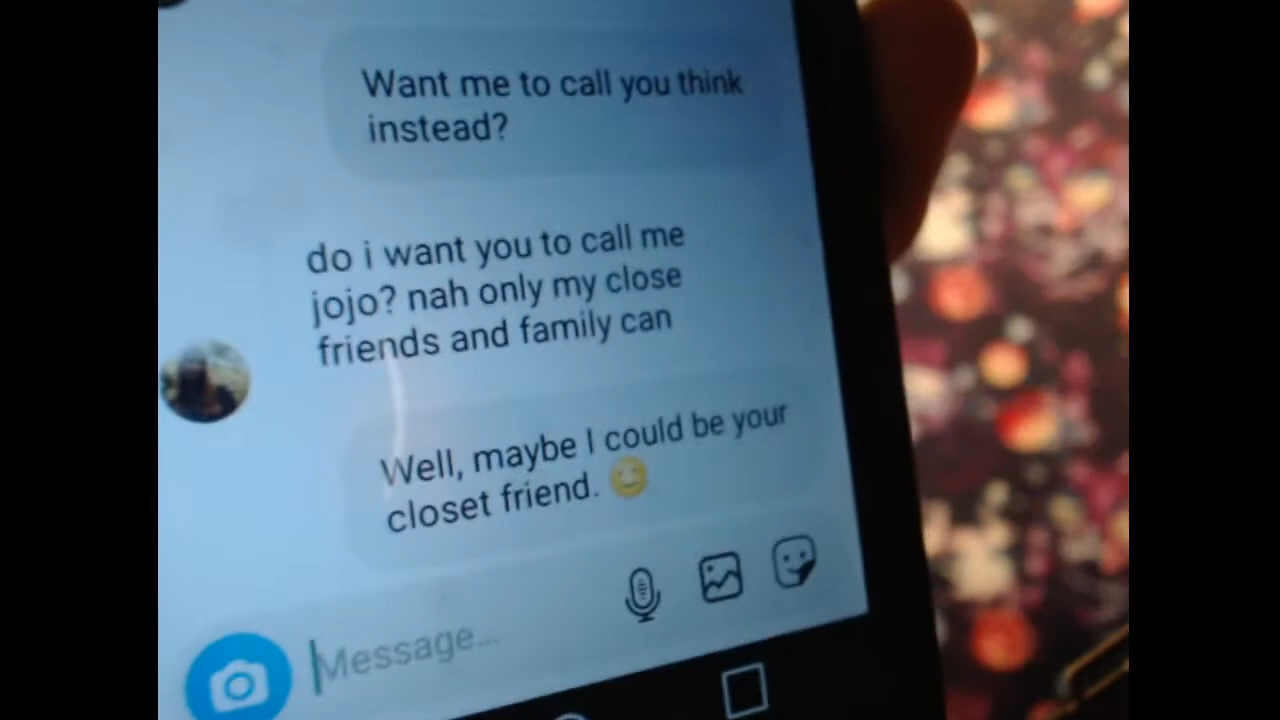 Want me to call you think
instead?
do i want you to call me
jojo? nah only my close
friends and family can
Well, maybe I could be your
closet friend. 🙂
Message...